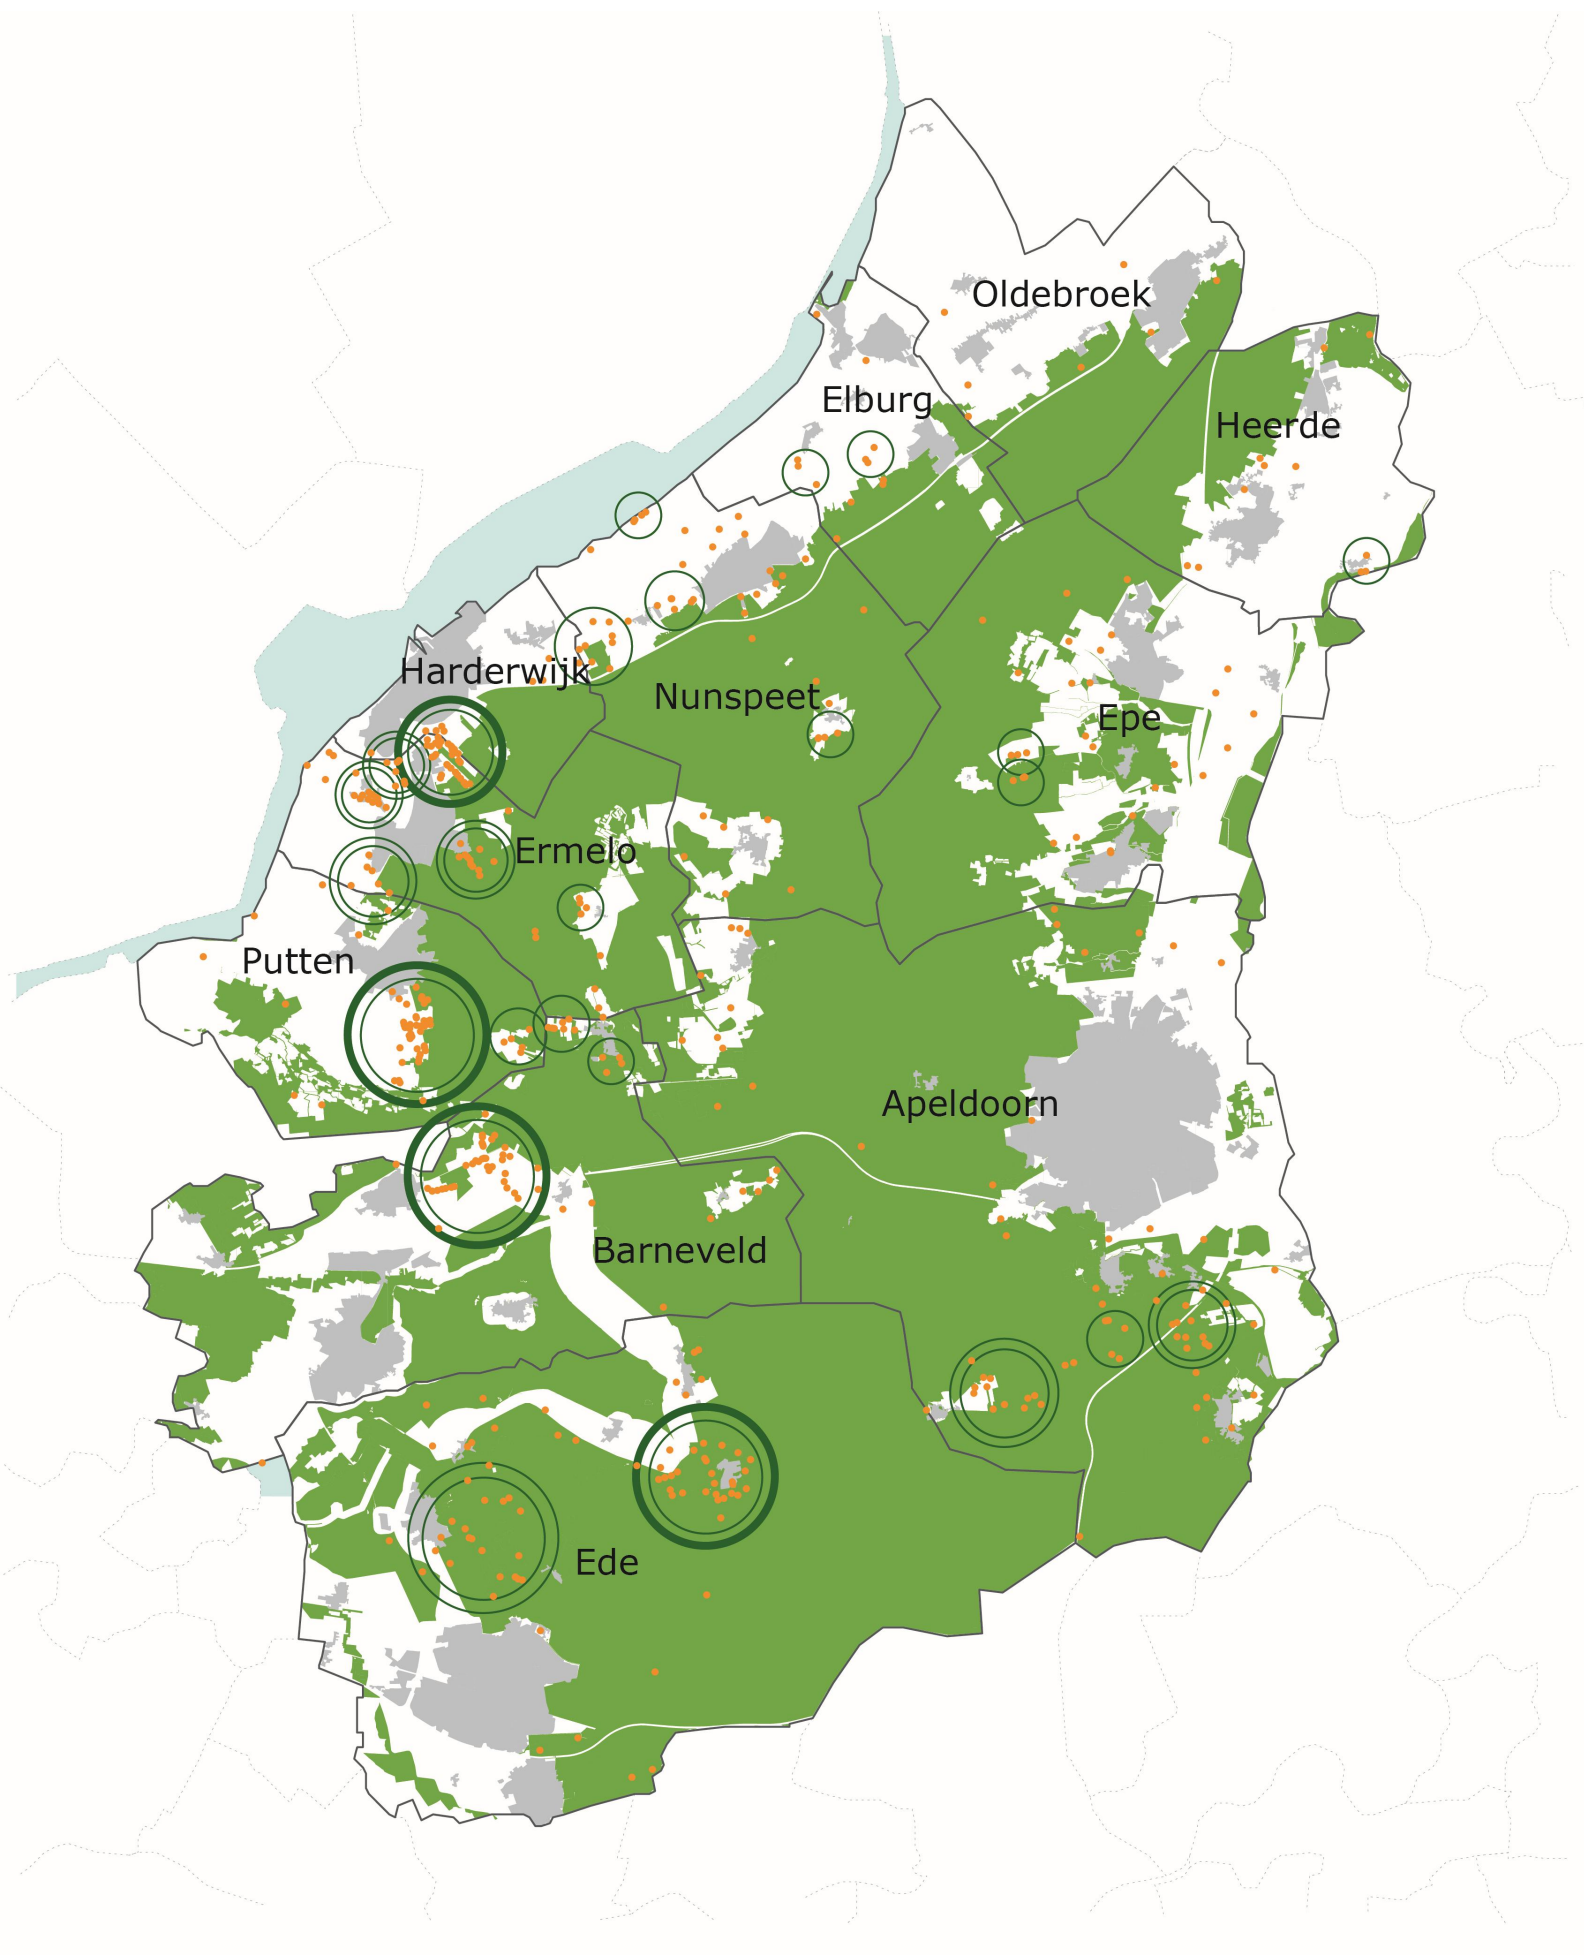 Oldebroek
Elburg
Heerde
Harderwijk
Nunspeet
Epe
Ermelo
Putten
Apeldoorn
Barneveld
Ede